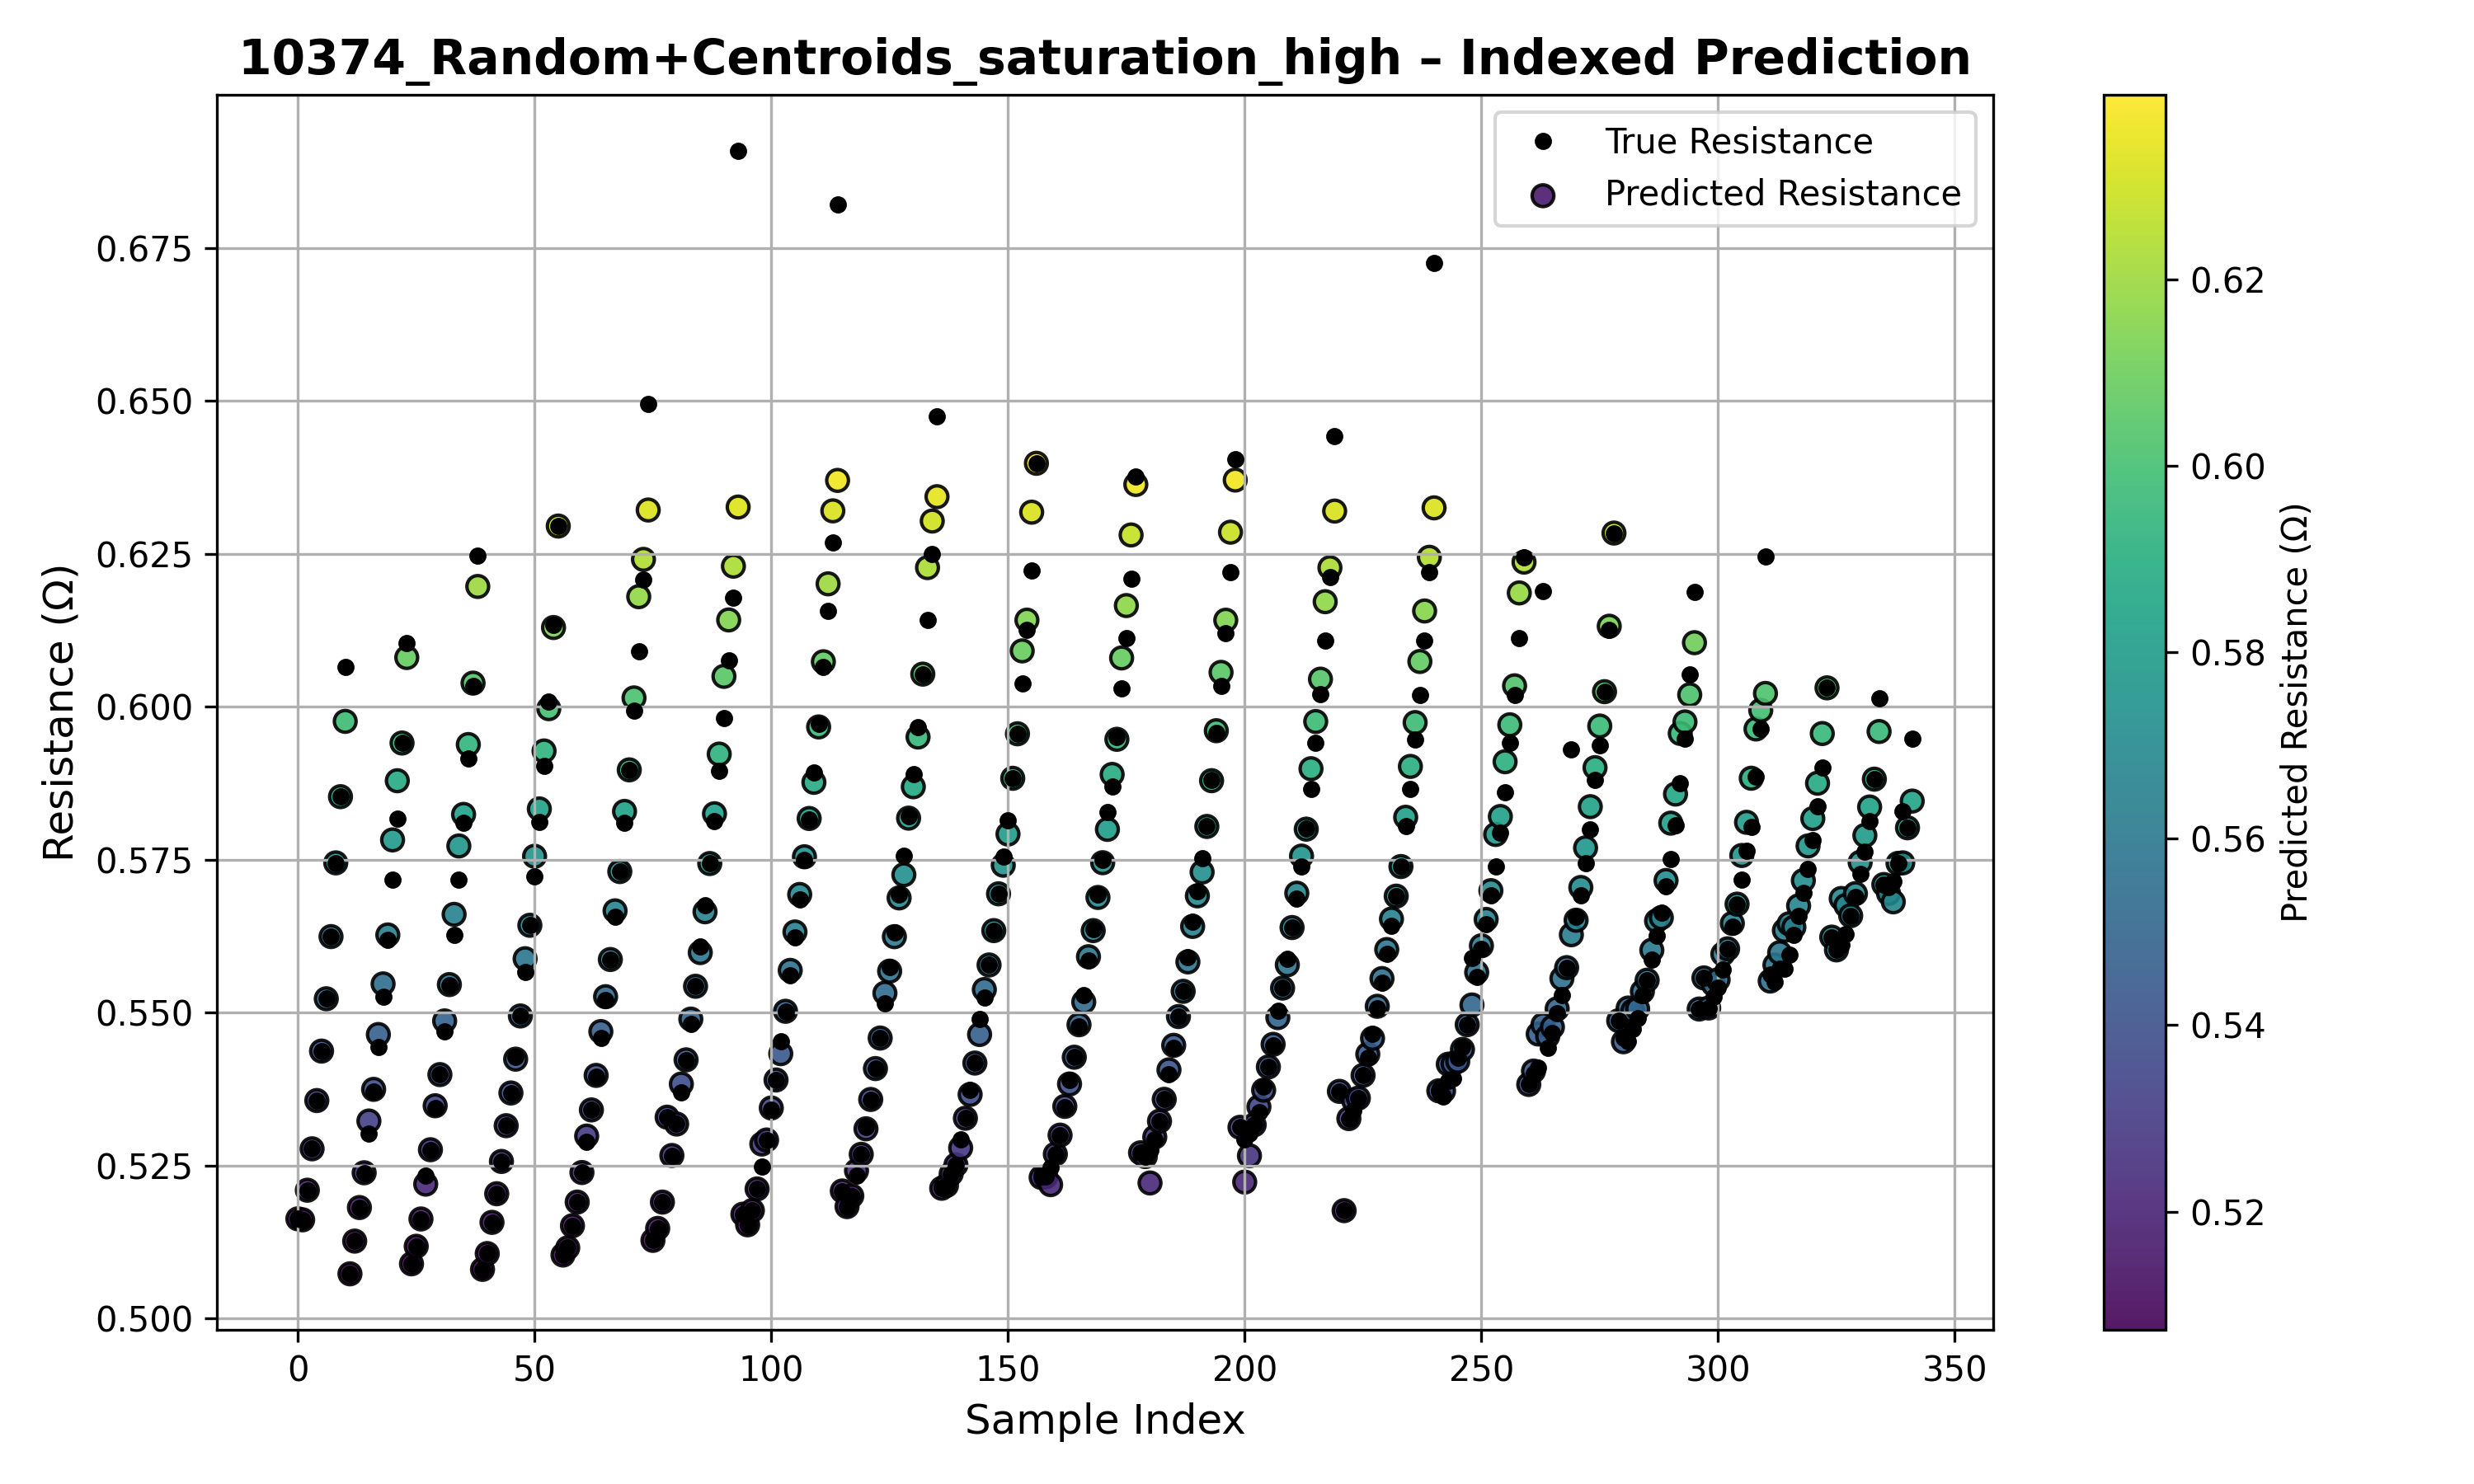 10374_Random+Centroids_saturation_high – Indexed Prediction
True Resistance
Predicted Resistance
Resistance (Ω)
0.675
0.650
0.625
0.600
0.575
0.550
0.525
0.500
0 50 100 150 200 250 300 350
Sample Index
0.62
0.60
0.58
0.56
0.54
0.52
Predicted Resistance (Ω)